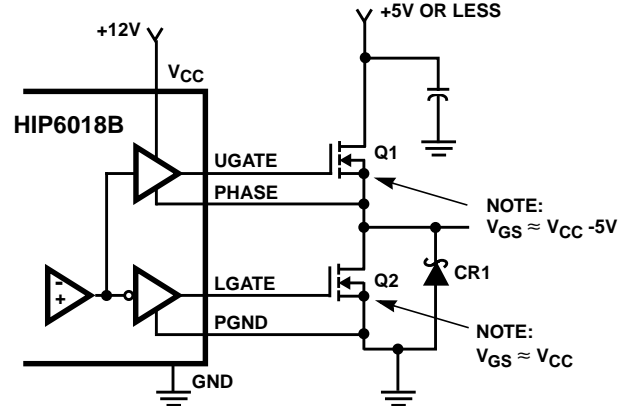 +5V OR LESS
+12V
VCC
HIP6018B
UGATE
Q1
PHASE
NOTE:
VGS ≈ VCC -5V
CR1
LGATE
Q2
- +
PGND
NOTE:
VGS ≈ VCC
GND